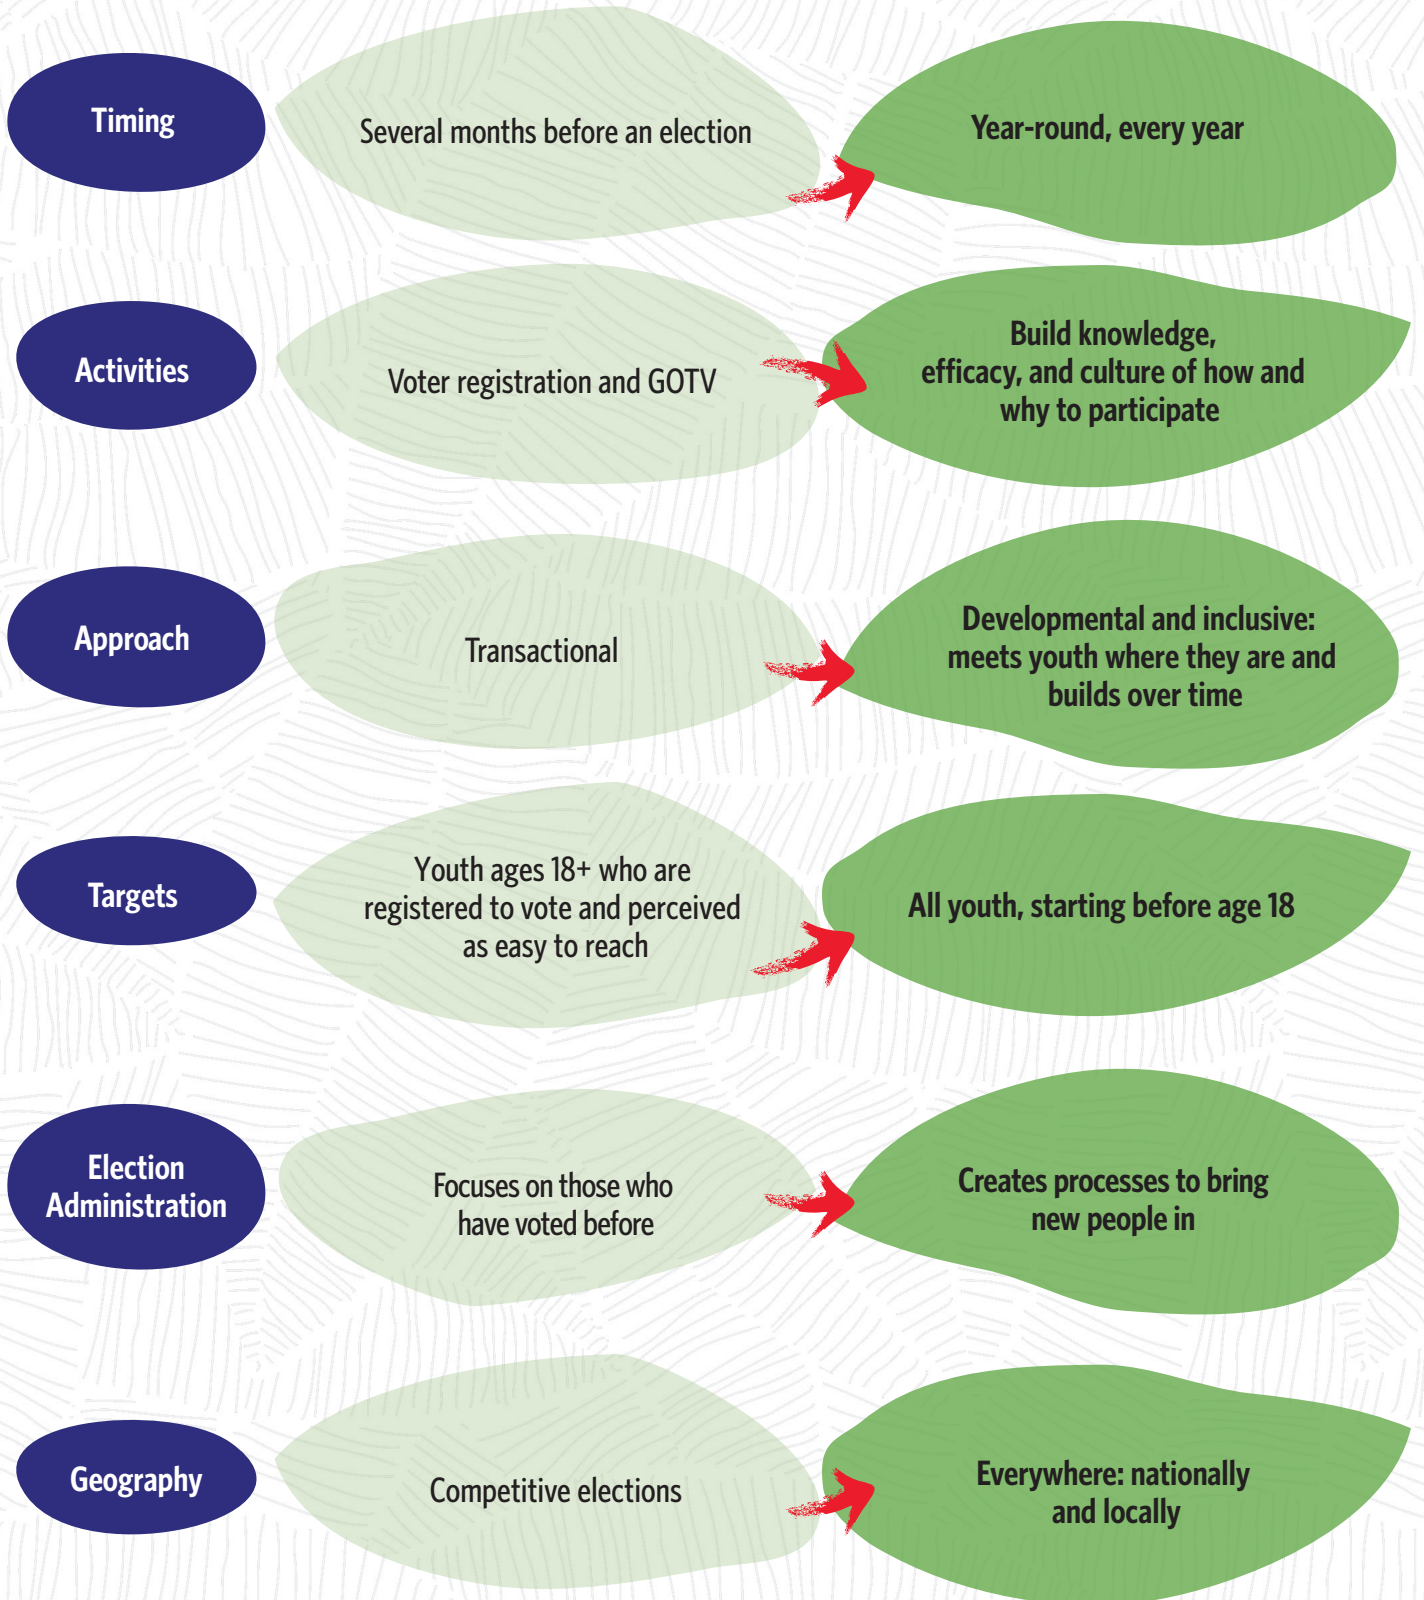 Timing
Several months before an election
Year-round, every year
Activities
Voter registration and GOTV
Build knowledge,
efficacy, and culture of how and
why to participate
Approach
Transactional
Developmental and inclusive:
meets youth where they are and
builds over time
Targets
Youth ages 18+ who are
registered to vote and perceived
as easy to reach
All youth, starting before age 18
Election
Administration
Focuses on those who
have voted before
Creates processes to bring
new people in
Geography
Competitive elections
Everywhere: nationally
and locally